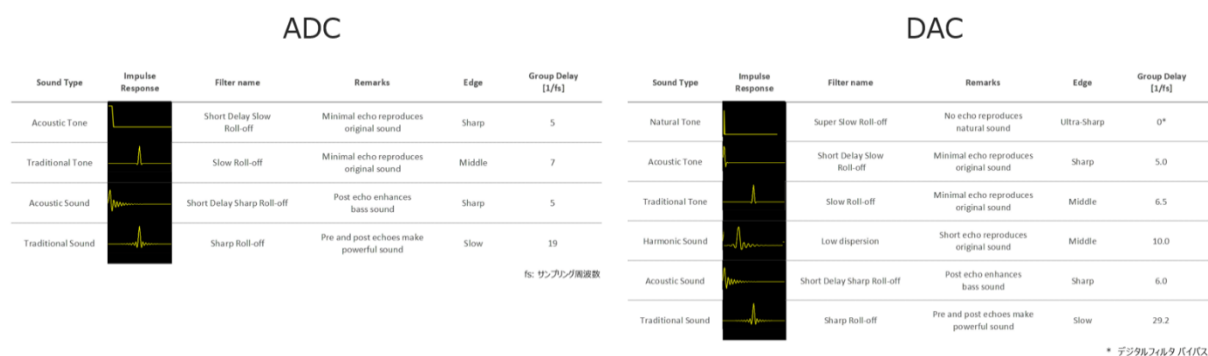 ADC
Sound Type Impulse Response Filter name Remarks Edge Group Delay [1/fs]
Acoustic Tone Short Delay Slow Roll-off Minimal echo reproduces original sound Sharp 5
Traditional Tone Slow Roll-off Minimal echo reproduces original sound Middle 7
Acoustic Sound Short Delay Sharp Roll-off Post echo enhances bass sound Sharp 5
Traditional Sound Sharp Roll-off Pre and post echoes make powerful sound Slow 19
fs: サンプリング周波数
DAC
Sound Type Impulse Response Filter name Remarks Edge Group Delay [1/fs]
Natural Tone Super Slow Roll-off No echo reproduces natural sound Ultra-Sharp 0*
Acoustic Tone Short Delay Slow Roll-off Minimal echo reproduces original sound Sharp 5.0
Traditional Tone Slow Roll-off Minimal echo reproduces original sound Middle 6.5
Harmonic Sound Low dispersion Short echo reproduces original sound Middle 10.0
Acoustic Sound Short Delay Sharp Roll-off Post echo enhances bass sound Sharp 6.0
Traditional Sound Sharp Roll-off Pre and post echoes make powerful sound Slow 29.2
* デジタルフィルタ バイパス